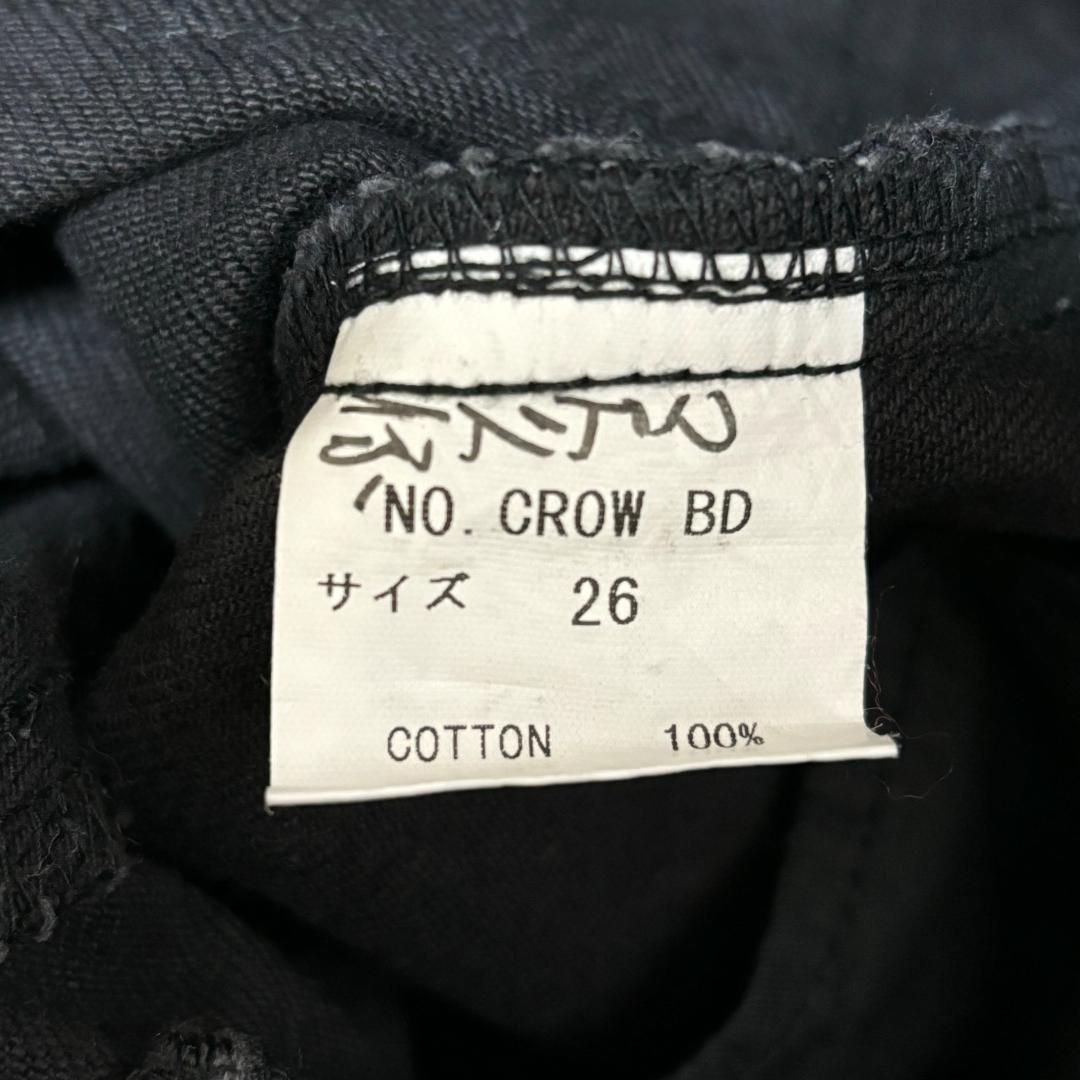 NO. CROW BD
サイズ 26
COTTON 100%